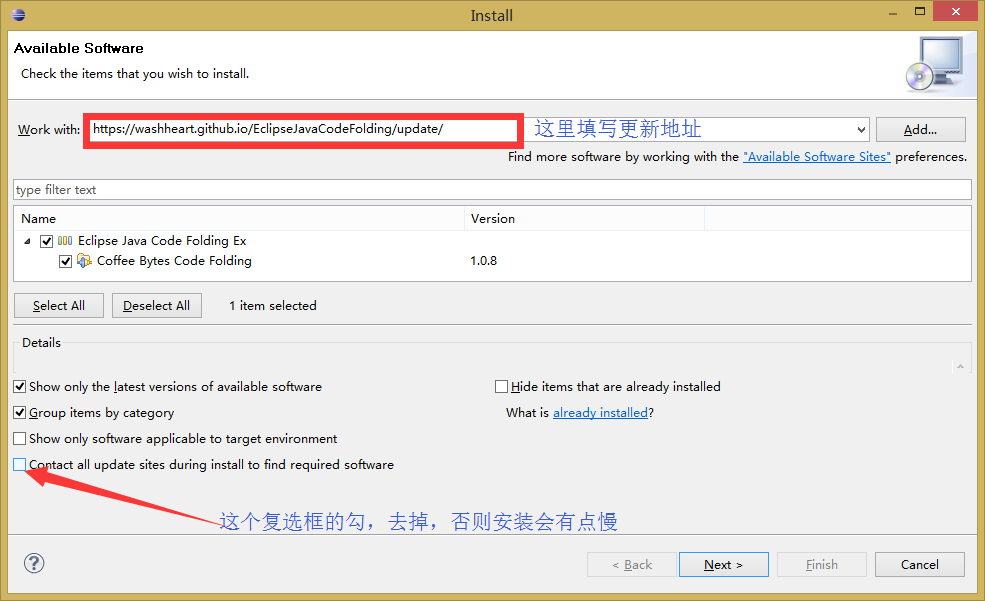 Install
Available Software
Check the items that you wish to install.
Work with: https://washheart.github.io/EclipseJavaCodeFolding/update/ 这里填写更新地址 Add...
Find more software by working with the "Available Software Sites" preferences.
type filter text
Name Version
Eclipse Java Code Folding Ex
Coffee Bytes Code Folding 1.0.8
Select All Deselect All 1 item selected
Details
Show only the latest versions of available software Hide items that are already installed
Group items by category What is already installed?
Show only software applicable to target environment
Contact all update sites during install to find required software
这个复选框的勾，去掉，否则安装会有点慢
? < Back Next > Finish Cancel